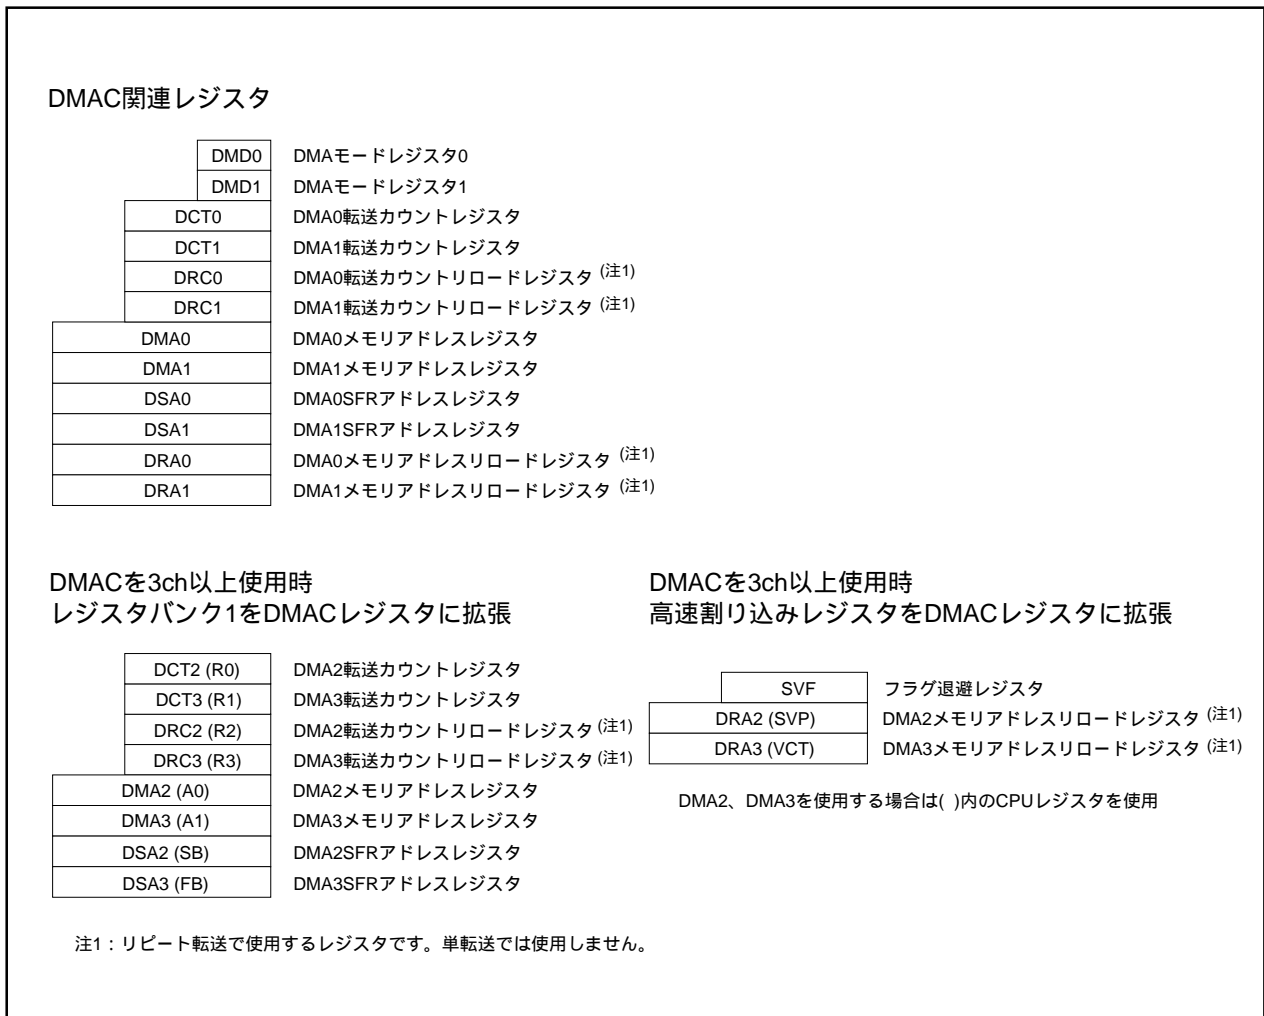 DMAC関連レジスタ
DMD0 DMAモードレジスタ0
DMD1 DMAモードレジスタ1
DCT0 DMA0転送カウントレジスタ
DCT1 DMA1転送カウントレジスタ
DRC0 DMA0転送カウントリロードレジスタ (注1)
DRC1 DMA1転送カウントリロードレジスタ (注1)
DMA0 DMA0メモリアドレスレジスタ
DMA1 DMA1メモリアドレスレジスタ
DSA0 DMA0SFRアドレスレジスタ
DSA1 DMA1SFRアドレスレジスタ
DRA0 DMA0メモリアドレスリロードレジスタ (注1)
DRA1 DMA1メモリアドレスリロードレジスタ (注1)
DMACを3ch以上使用時
レジスタバンク1をDMACレジスタに拡張
DCT2 (R0) DMA2転送カウントレジスタ
DCT3 (R1) DMA3転送カウントレジスタ
DRC2 (R2) DMA2転送カウントリロードレジスタ (注1)
DRC3 (R3) DMA3転送カウントリロードレジスタ (注1)
DMA2 (A0) DMA2メモリアドレスレジスタ
DMA3 (A1) DMA3メモリアドレスレジスタ
DSA2 (SB) DMA2SFRアドレスレジスタ
DSA3 (FB) DMA3SFRアドレスレジスタ
DMACを3ch以上使用時
高速割り込みレジスタをDMACレジスタに拡張
SVF フラグ退避レジスタ
DRA2 (SVP) DMA2メモリアドレスリロードレジスタ (注1)
DRA3 (VCT) DMA3メモリアドレスリロードレジスタ (注1)
DMA2、DMA3を使用する場合は( )内のCPUレジスタを使用
注1：リピート転送で使用するレジスタです。単転送では使用しません。